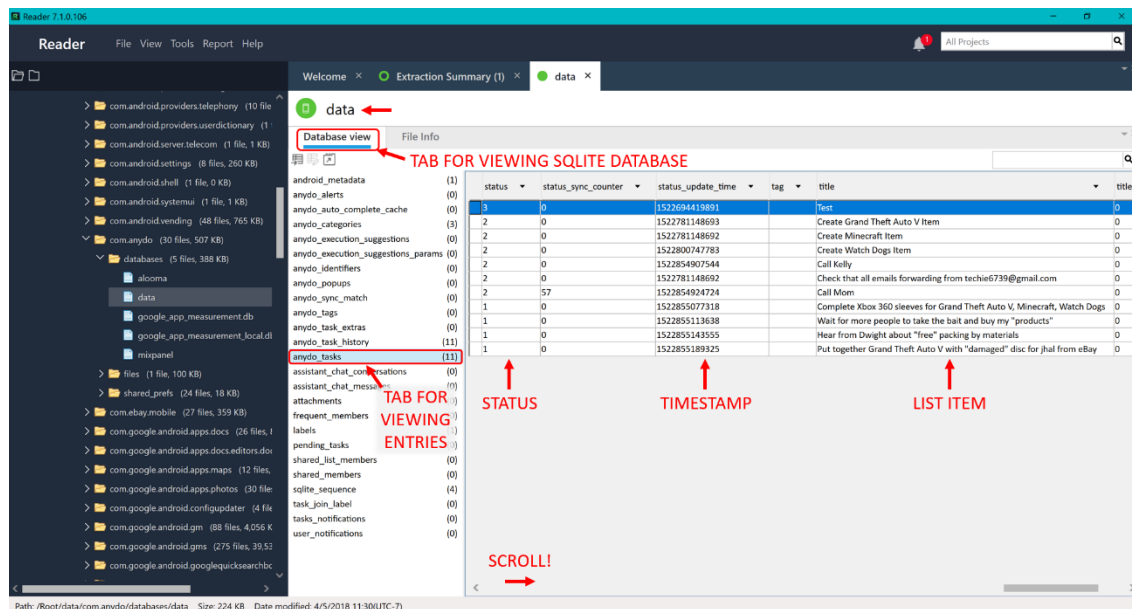 Reader 7.1.0.106
Reader File View Tools Report Help 1 All Projects
Welcome × Extraction Summary (1) × data ×
com.android.providers.telephony (10 file
com.android.providers.userdictionary (1
com.android.server.telecom (1 file, 1 KB)
com.android.settings (8 files, 260 KB)
com.android.shell (1 file, 0 KB)
com.android.systemui (1 file, 1 KB)
com.android.vending (48 files, 765 KB)
com.anydo (30 files, 507 KB)
databases (5 files, 388 KB)
alooma
data
google_app_measurement.db
google_app_measurement_local.dl
mixpanel
files (1 file, 100 KB)
shared_prefs (24 files, 18 KB)
com.ebay.mobile (27 files, 359 KB)
com.google.android.apps.docs (26 files,
com.google.android.apps.docs.editors.doc
com.google.android.apps.maps (12 files,
com.google.android.apps.photos (30 file
com.google.android.configupdater (4 file
com.google.android.gm (88 files, 4,056 K
com.google.android.gms (275 files, 39,53
com.google.android.googlequicksearchbc
data
Database view File Info
TAB FOR VIEWING SQLITE DATABASE
android_metadata (1)
anydo_alerts (0)
anydo_auto_complete_cache (0)
anydo_categories (3)
anydo_execution_suggestions (0)
anydo_execution_suggestions_params (0)
anydo_identifiers (0)
anydo_popups (0)
anydo_sync_match (0)
anydo_tags (0)
anydo_task_extras (0)
anydo_task_history (11)
anydo_tasks (11)
assistant_chat_conversations (0)
assistant_chat_messages (0)
attachments
frequent_members
labels
pending_tasks
shared_list_members (0)
shared_members (0)
sqlite_sequence (4)
task_join_label (0)
tasks_notifications (0)
user_notifications (0)
TAB FOR
VIEWING
ENTRIES
status status_sync_counter status_update_time tag title title
3 0 1522694419891 Test 0
2 0 1522781148693 Create Grand Theft Auto V Item 0
2 0 1522781148692 Create Minecraft Item 0
2 0 1522800747783 Create Watch Dogs Item 0
2 0 1522854907544 Call Kelly 0
2 0 1522781148692 Check that all emails forwarding from techie6739@gmail.com 0
2 57 1522854924724 Call Mom 0
1 0 1522855077318 Complete Xbox 360 sleeves for Grand Theft Auto V, Minecraft, Watch Dogs 0
1 0 1522855113638 Wait for more people to take the bait and buy my "products" 0
1 0 1522855143555 Hear from Dwight about "free" packing by materials 0
1 0 1522855189325 Put together Grand Theft Auto V with "damaged" disc for jhal from eBay 0
STATUS TIMESTAMP LIST ITEM
SCROLL!
Path: /Root/data/com.anydo/databases/data Size: 224 KB Date modified: 4/5/2018 11:30(UTC-7)